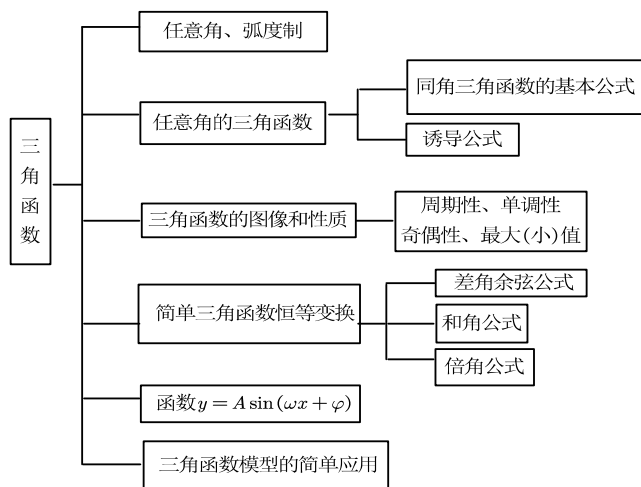 三角函数
任意角、弧度制
任意角的三角函数
同角三角函数的基本公式
诱导公式
三角函数的图像和性质
周期性、单调性
奇偶性、最大(小)值
简单三角函数恒等变换
差角余弦公式
和角公式
倍角公式
函数y=A sin(ωx+φ)
三角函数模型的简单应用